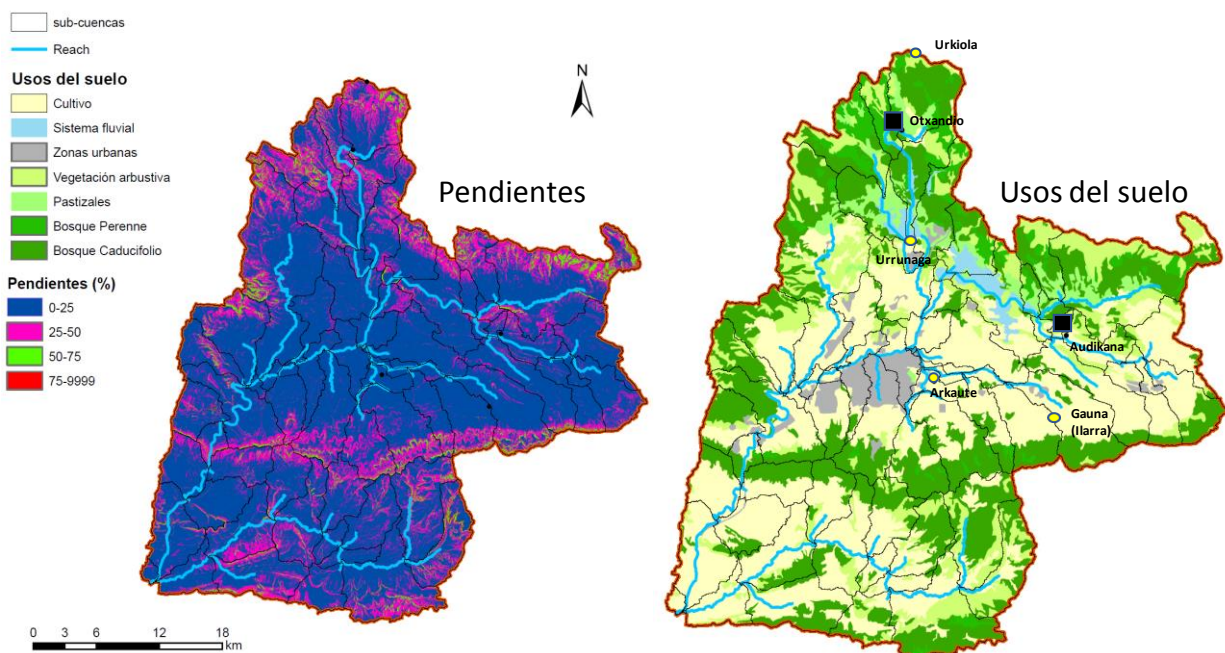 sub-cuencas
Reach
Usos del suelo
Cultivo
Sistema fluvial
Zonas urbanas
Vegetación arbustiva
Pastizales
Bosque Perenne
Bosque Caducifolio
Pendientes (%)
0-25
25-50
50-75
75-9999
0 3 6 12 18
km
Pendientes
N
Usos del suelo
Urkiola
Otxandio
Urrunaga
Audikana
Arkaute
Gauna
(Ilarra)